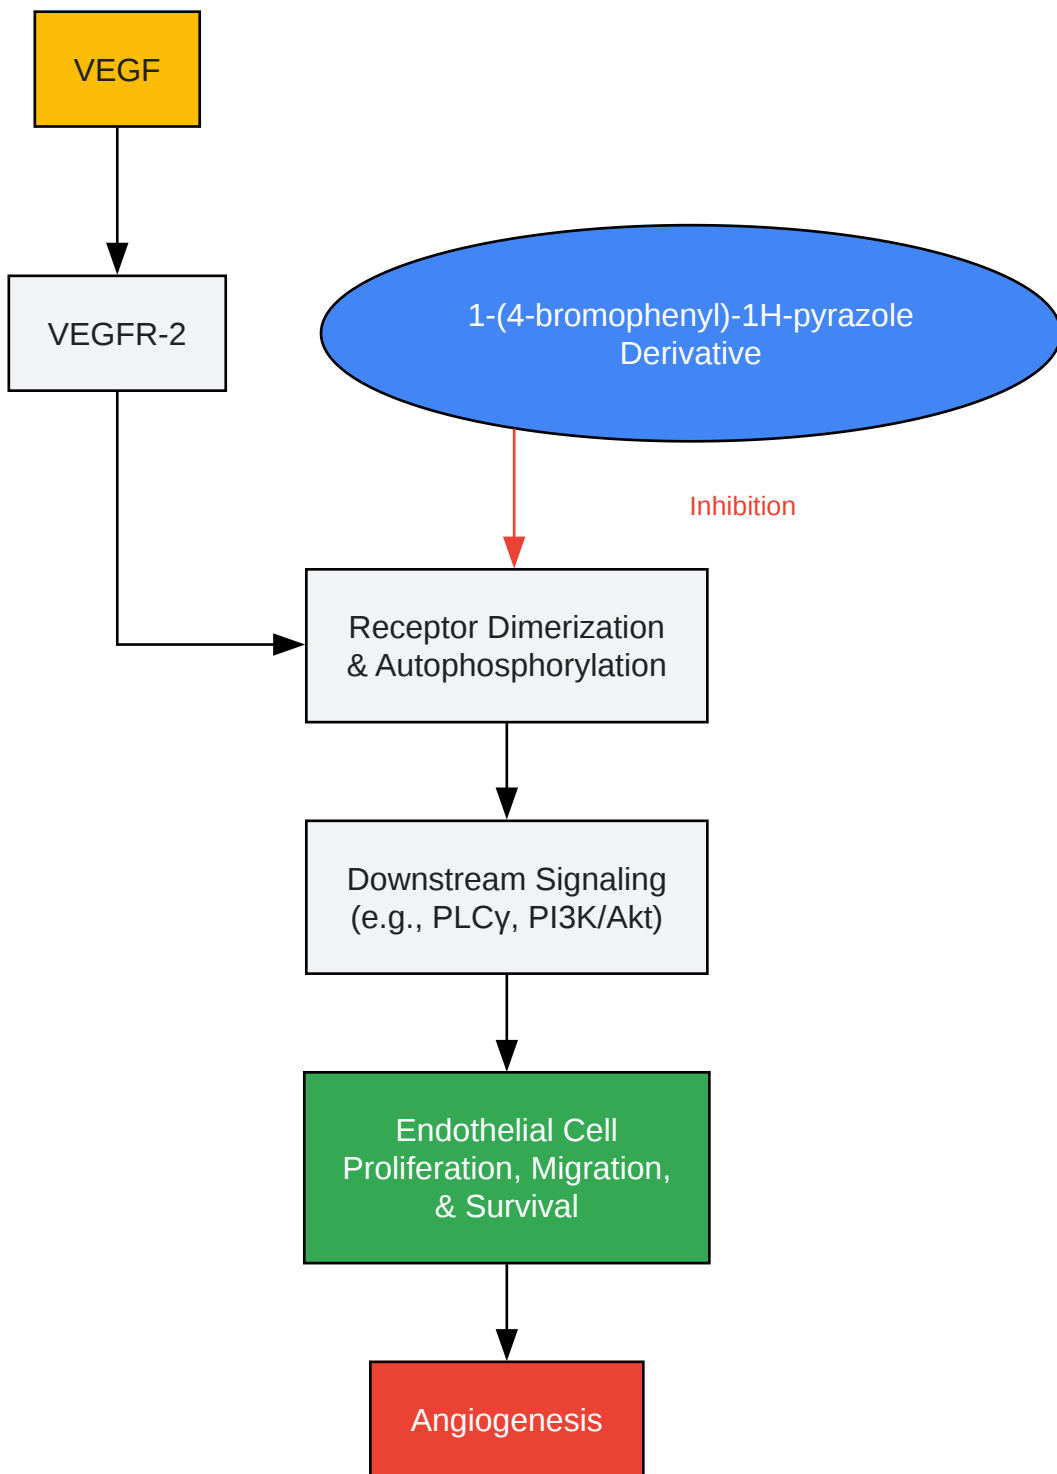 VEGF
VEGFR-2
1-(4-bromophenyl)-1H-pyrazole
Derivative
Inhibition
Receptor Dimerization
& Autophosphorylation
Downstream Signaling
(e.g., PLCγ, PI3K/Akt)
Endothelial Cell
Proliferation, Migration,
& Survival
Angiogenesis